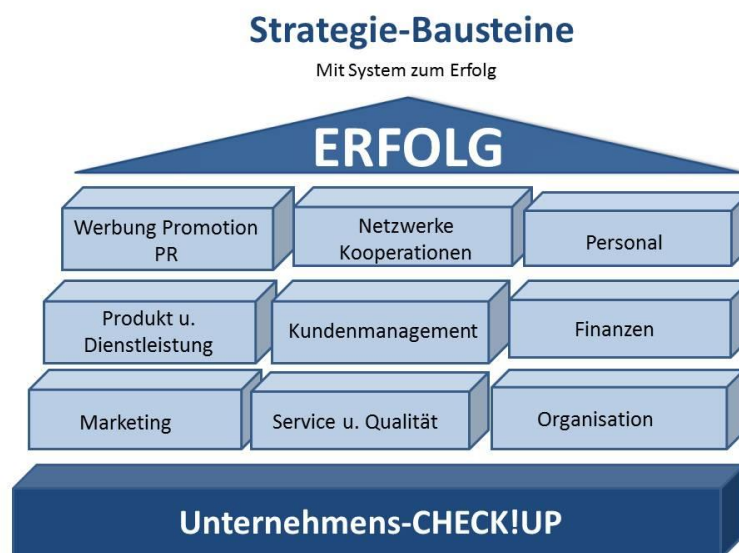 Strategie-Bausteine
Mit System zum Erfolg
ERFOLG
Werbung Promotion
PR
Netzwerke
Kooperationen
Personal
Produkt u.
Dienstleistung
Kundenmanagement
Finanzen
Marketing
Service u. Qualität
Organisation
Unternehmens-CHECK!UP